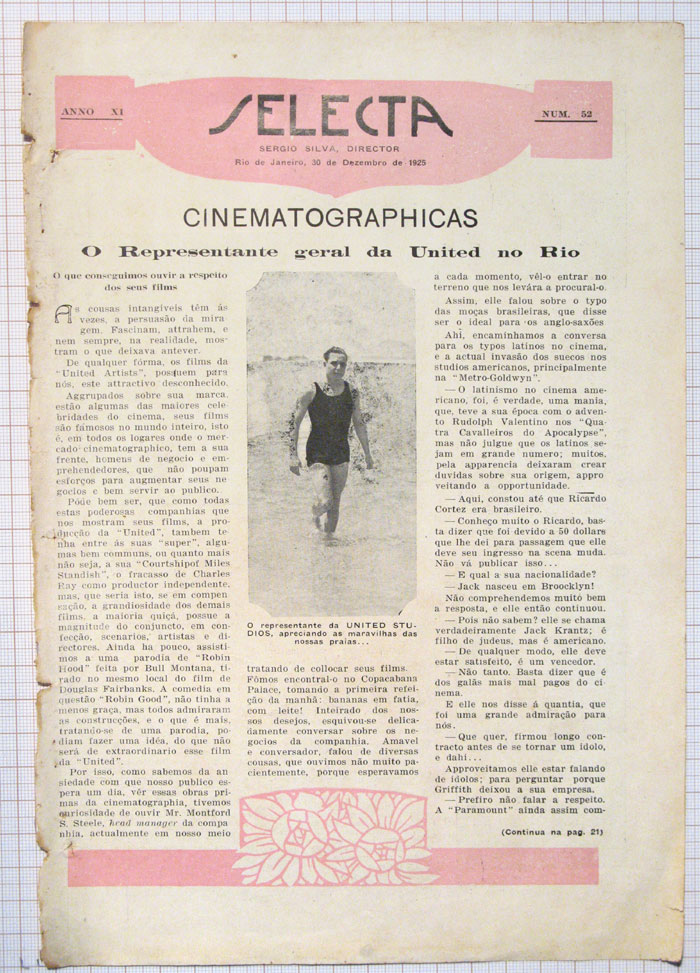 ANNO XI
SELECTA
NUM. 52
SERGIO SILVA, DIRECTOR
Rio de Janeiro, 30 de Dezembro de 1925
CINEMATOGRAPHICAS
O Representante geral da United no Rio
O que conseguimos ouvir a respeito
dos seus films
As cousas intangíveis têm ás
vezes, a persuasão da mira
gem. Fascinam, attrahem, e
nem sempre, na realidade, mos-
tram o que deixava antever.
De qualquer fórma, os films da
"United Artists", possuem para
nós, este attractivo desconhecido.
Aggrupados sobre sua marca,
estão algumas das maiores cele
bridades do cinema, seus films
são famosos no mundo inteiro, isto
é, em todos os logares onde o mer-
cado cinematographico, tem a sua
frente, homens de negocio e em-
prehendedores, que não poupam
esforços para augmentar seus ne
gocios e bem servir ao publico.
Póde bem ser, que como todas
estas poderosas companhias que
nos mostram seus films, a pro-
ducção da "United", tambem te
nha entre ás suas "super", algu-
mas bem communs, ou quanto mais
não seja, a sua "Courtshipof Miles
Standish", o fracasso de Charles
Ray como productor independente,
mas, que seria isto, se em compen
sação, a grandiosidade dos demais
films, a maioria quiçá, possue a
magnitude do conjuncto, em con-
fecção, scenarios, artistas e di-
rectores. Ainda ha pouco, assisti-
mos a uma parodia de "Robin
Hood" feita por Bull Montana, ti-
rado no mesmo local do film de
Douglas Fairbanks. A comedia em
questão "Robin Good", não tinha a
menos graça, mas todos admiraram
as construcções, e o que é mais,
tratando-se de uma parodia, po-
diam fazer uma idéa, do que não
será de extraordinario esse film
da "United".
Por isso, como sabemos da an
siedade com que nosso publico es-
pera um dia, vêr essas obras pri-
mas da cinematographia, tivemos
curiosidade de ouvir Mr. Montford
S. Steele, head manager da compa
nhia, actualmente em nosso meio
O representante da UNITED STU-
DIOS, apreciando as maravilhas das
nossas praias...
tratando de collocar seus films.
Fômos encontral-o no Copacabana
Palace, tomando a primeira refei-
ção da manhã: bananas em fatia,
com leite! Inteirado dos nos-
sos desejos, esquivou-se delica-
damente conversar sobre os ne-
gocios da companhia. Amavel
e conversador, falou de diversas
cousas, que ouvimos não muito pa-
cientemente, porque esperavamos
a cada momento, vêl-o entrar no
terreno que nos levára a procural-o.
Assim, elle falou sobre o typo
das moças brasileiras, que disse
ser o ideal para os anglo-saxões
Ahi, encaminhamos a conversa
para os typos latinos no cinema,
e a actual invasão dos suecos nos
studios americanos, principalmente
na "Metro-Goldwyn".
— O latinismo no cinema ame-
ricano, foi, é verdade, uma mania,
que, teve a sua época com o adven-
to Rudolph Valentino nos "Qua
tra Cavalleiros do Apocalypse",
mas não julgue que os latinos se-
jam em grande numero; muitos,
pela apparencia deixaram crear
duvidas sobre sua origem, appro
veitando a opportunidade.
— Aqui, constou até que Ricardo
Cortez era brasileiro.
— Conheço muito o Ricardo, bas-
ta dizer que foi devido a 50 dollars
que lhe dei para passagem que elle
deve seu ingresso na scena muda.
Não vá publicar isso...
— E qual a sua nacionalidade?
— Jack nasceu em Broocklyn!
Não comprehendemos muito bem
a resposta, e elle então continuou.
— Pois não sabem? elle se chama
verdadeiramente Jack Krantz; é
filho de judeus, mas é americano.
— De qualquer modo, elle deve
estar satisfeito, é um vencedor.
— Não tanto. Basta dizer que é
dos galãs mais mal pagos do ci-
nema.
E elle nos disse á quantia, que
foi uma grande admiração para
nós.
— Que quer, firmou longo con-
tracto antes de se tornar um idolo,
e dahi...
Approveitamos elle estar falando
de idolos; para perguntar porque
Griffith deixou a sua empresa.
— Prefiro não falar a respeito.
A "Paramount" ainda assim com-
(Continua na pag. 21)